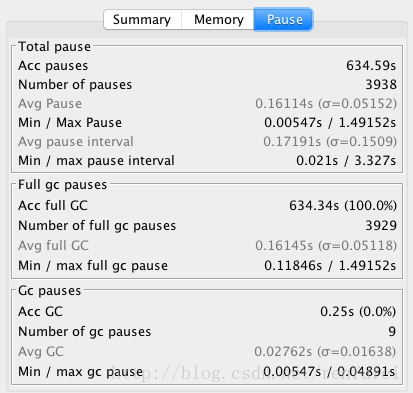 Summary Memory Pause
Total pause
Acc pauses 634.59s
Number of pauses 3938
Avg Pause 0.16114s (σ=0.05152)
Min / Max Pause 0.00547s / 1.49152s
Avg pause interval 0.17191s (σ=0.1509)
Min / max pause interval 0.021s / 3.327s
Full gc pauses
Acc full GC 634.34s (100.0%)
Number of full gc pauses 3929
Avg full GC 0.16145s (σ=0.05118)
Min / max full gc pause 0.11846s / 1.49152s
Gc pauses
Acc GC 0.25s (0.0%)
Number of gc pauses 9
Avg GC 0.02762s (σ=0.01638)
Min / max gc pause 0.00547s / 0.04891s